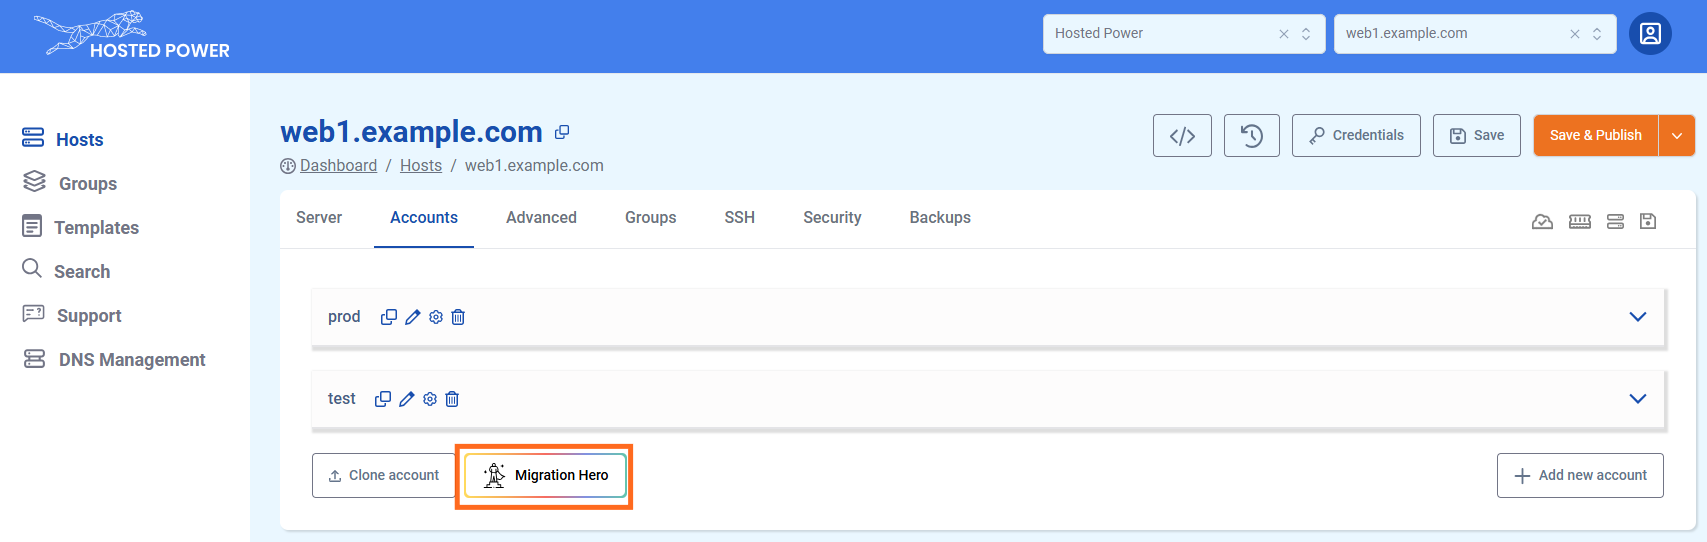 HOSTED POWER
Hosted Power
web1.example.com
Hosts
Groups
Templates
Search
Support
DNS Management
web1.example.com
Dashboard / Hosts / web1.example.com
Credentials
Save
Save & Publish
Server Accounts Advanced Groups SSH Security Backups
prod
test
Clone account
Migration Hero
Add new account